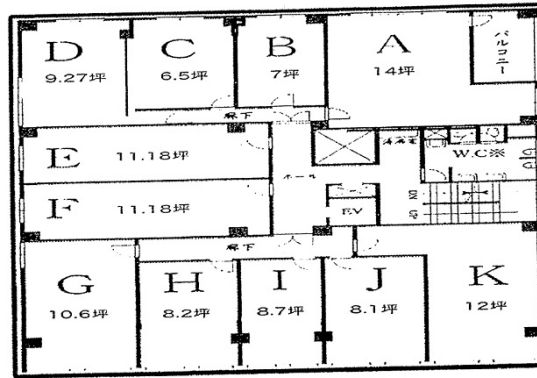 D
9.27坪
C
6.5坪
B
7坪
A
14坪
バルコニー
廊下
E
11.18坪
ホール
W.C※
F
11.18坪
EV
DN
UP
廊下
G
10.6坪
H
8.2坪
I
8.7坪
J
8.1坪
K
12坪